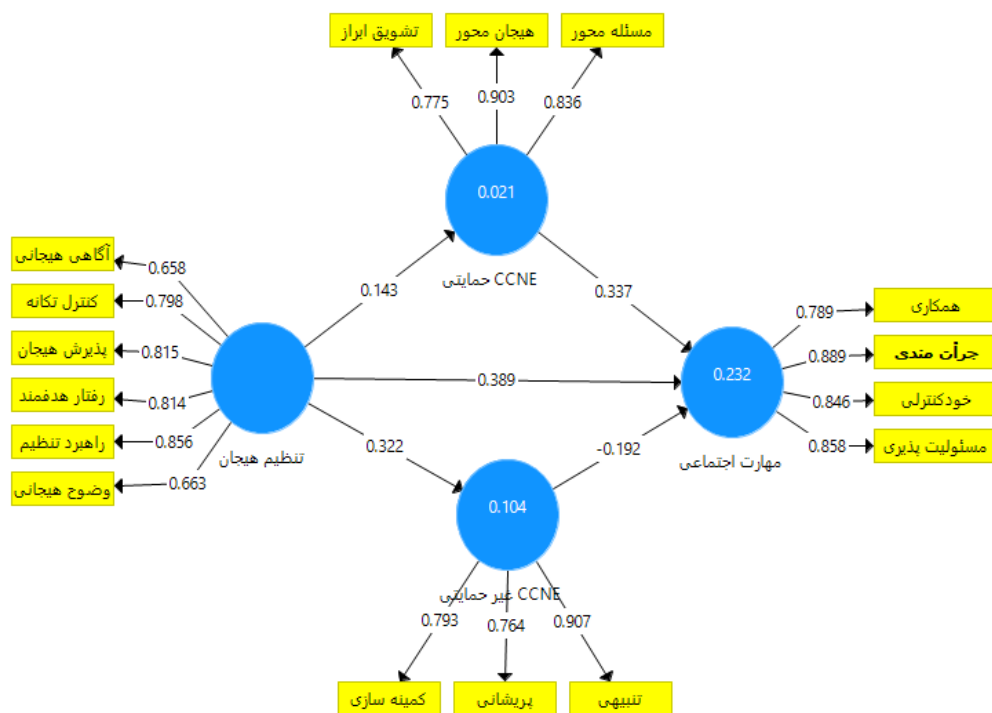 تشویق ابراز
هیجان محور
مسئله محور
0.775
0.903
0.836
0.021
CCNE حمایتی
آگاهی هیجانی
کنترل تکانه
پذیرش هیجان
رفتار هدفمند
راهبرد تنظیم
وضوح هیجانی
0.658
0.798
0.815
0.814
0.856
0.663
تنظیم هیجان
0.143
0.337
0.389
0.322
-0.192
0.232
مهارت اجتماعی
0.789
0.889
0.846
0.858
همکاری
جرأت مندی
خودکنترلی
مسئولیت پذیری
0.104
CCNE غیر حمایتی
0.793
0.764
0.907
کمینه سازی
پریشانی
تنبیهی